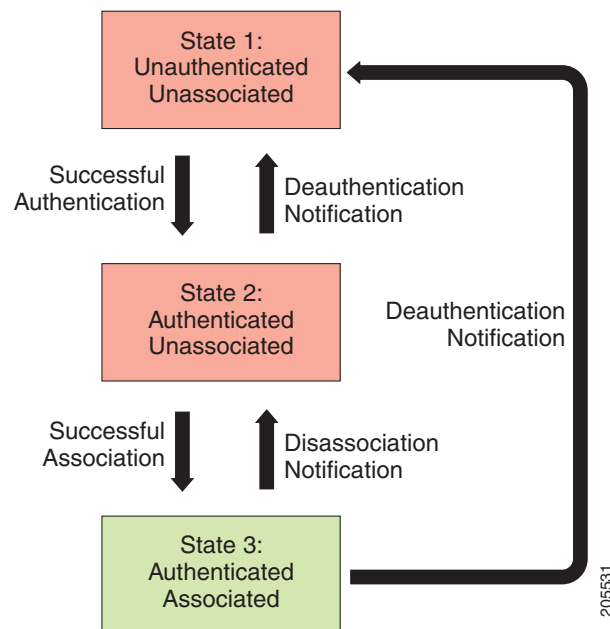 State 1:
Unauthenticated
Unassociated
Successful
Authentication
Deauthentication
Notification
State 2:
Authenticated
Unassociated
Deauthentication
Notification
Successful
Association
Disassociation
Notification
State 3:
Authenticated
Associated
205531